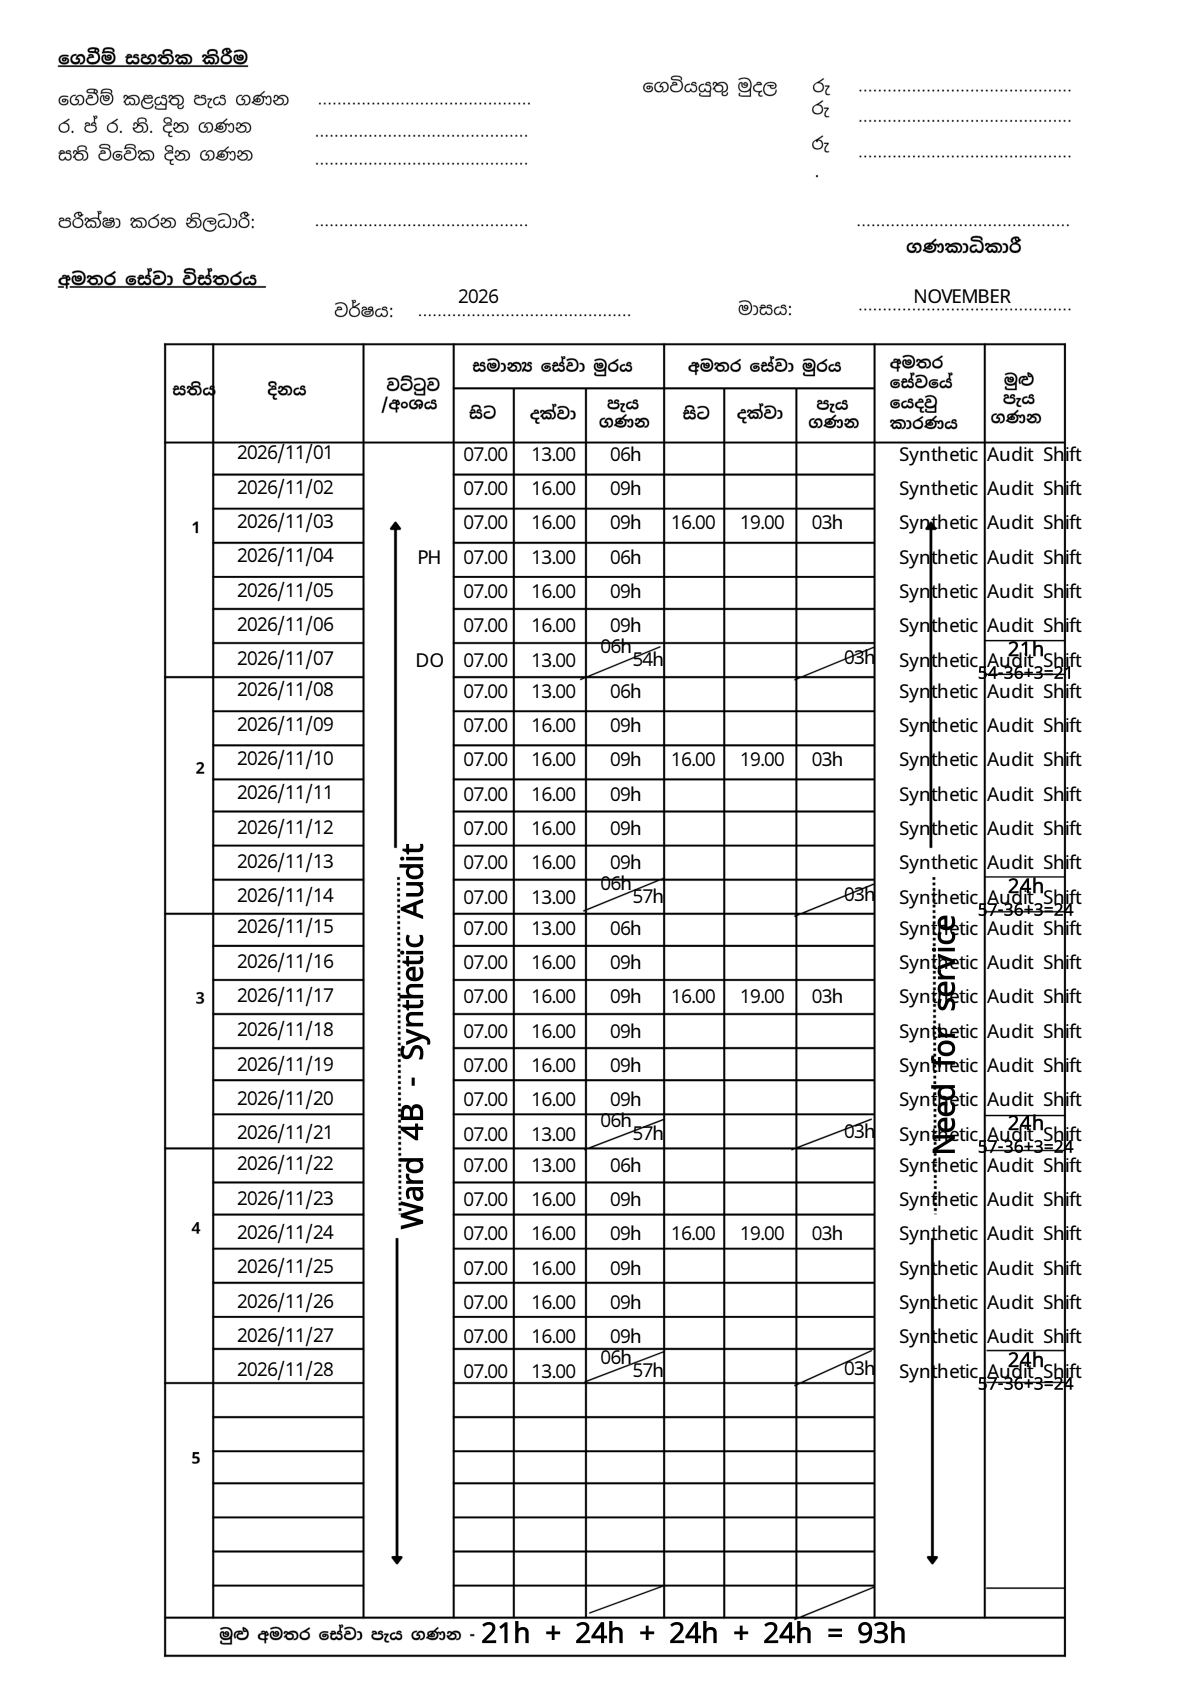 ගෙවීම් සහතික කිරීම
ගෙවියයුතු මුදල රු ............................................
ගෙවීම් කළයුතු පැය ගණන ............................................
රු ............................................
ර. ප් ර. නි. දින ගණන ............................................
රු ............................................
සති විවේක දින ගණන ............................................
.
පරීක්ෂා කරන නිලධාරී: ............................................ ............................................
ගණකාධිකාරී
අමතර සේවා විස්තරය
වර්ෂය: 2026 මාසය: NOVEMBER
සතිය දිනය වට්ටුව /අංශය සමාන්‍ය සේවා මුරය අමතර සේවා මුරය අමතර සේවයේ යෙදවූ කාරණය මුළු පැය ගණන
සිට දක්වා පැය ගණන සිට දක්වා පැය ගණන
2026/11/01 07.00 13.00 06h Synthetic Audit Shift
2026/11/02 07.00 16.00 09h Synthetic Audit Shift
1 2026/11/03 07.00 16.00 09h 16.00 19.00 03h Synthetic Audit Shift
2026/11/04 PH 07.00 13.00 06h Synthetic Audit Shift
2026/11/05 07.00 16.00 09h Synthetic Audit Shift
2026/11/06 07.00 16.00 09h Synthetic Audit Shift
2026/11/07 DO 07.00 13.00 06h 54h 03h Synthetic Audit Shift 21h
54-36+3=21
2026/11/08 07.00 13.00 06h Synthetic Audit Shift
2026/11/09 07.00 16.00 09h Synthetic Audit Shift
2 2026/11/10 07.00 16.00 09h 16.00 19.00 03h Synthetic Audit Shift
2026/11/11 07.00 16.00 09h Synthetic Audit Shift
2026/11/12 07.00 16.00 09h Synthetic Audit Shift
2026/11/13 07.00 16.00 09h Synthetic Audit Shift
2026/11/14 07.00 13.00 06h 57h 03h Synthetic Audit Shift 24h
57-36+3=24
2026/11/15 07.00 13.00 06h Synthetic Audit Shift
2026/11/16 07.00 16.00 09h Synthetic Audit Shift
3 2026/11/17 07.00 16.00 09h 16.00 19.00 03h Synthetic Audit Shift
2026/11/18 07.00 16.00 09h Synthetic Audit Shift
2026/11/19 07.00 16.00 09h Synthetic Audit Shift
2026/11/20 07.00 16.00 09h Synthetic Audit Shift
2026/11/21 07.00 13.00 06h 57h 03h Synthetic Audit Shift 24h
57-36+3=24
2026/11/22 07.00 13.00 06h Synthetic Audit Shift
2026/11/23 07.00 16.00 09h Synthetic Audit Shift
4 2026/11/24 07.00 16.00 09h 16.00 19.00 03h Synthetic Audit Shift
2026/11/25 07.00 16.00 09h Synthetic Audit Shift
2026/11/26 07.00 16.00 09h Synthetic Audit Shift
2026/11/27 07.00 16.00 09h Synthetic Audit Shift
2026/11/28 07.00 13.00 06h 57h 03h Synthetic Audit Shift 24h
57-36+3=24
Ward 4B - Synthetic Audit
Need for service
5
මුළු අමතර සේවා පැය ගණන - 21h + 24h + 24h + 24h = 93h